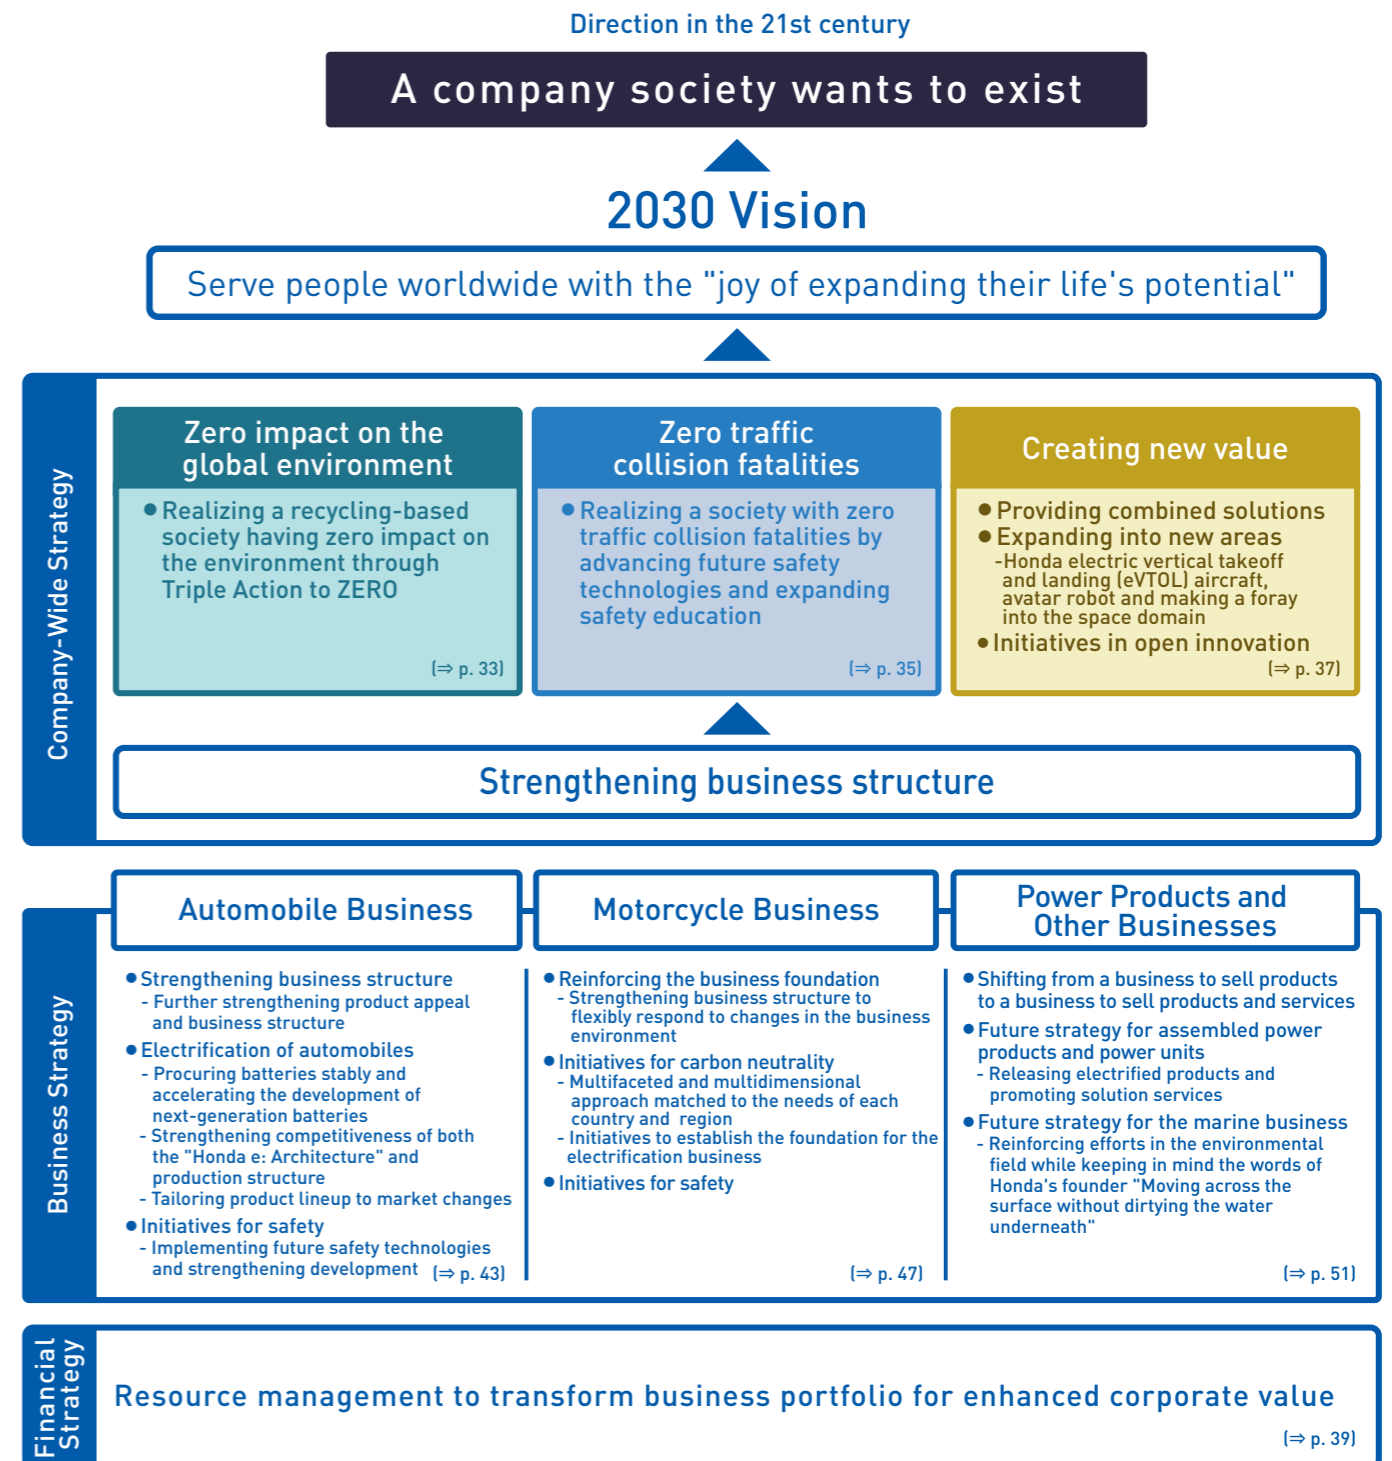 Direction in the 21st century
A company society wants to exist
2030 Vision
Serve people worldwide with the "joy of expanding their life's potential"
Company-Wide Strategy
Zero impact on the
global environment
● Realizing a recycling-based
society having zero impact on
the environment through
Triple Action to ZERO
(⇒ p. 33)
Zero traffic
collision fatalities
● Realizing a society with zero
traffic collision fatalities by
advancing future safety
technologies and expanding
safety education
(⇒ p. 35)
Creating new value
● Providing combined solutions
● Expanding into new areas
-Honda electric vertical takeoff
and landing (eVTOL) aircraft,
avatar robot and making a foray
into the space domain
● Initiatives in open innovation
(⇒ p. 37)
Strengthening business structure
Business Strategy
Automobile Business
● Strengthening business structure
- Further strengthening product appeal
and business structure
● Electrification of automobiles
- Procuring batteries stably and
accelerating the development of
next-generation batteries
- Strengthening competitiveness of both
the "Honda e: Architecture" and
production structure
- Tailoring product lineup to market changes
● Initiatives for safety
- Implementing future safety technologies
and strengthening development (⇒ p. 43)
Motorcycle Business
● Reinforcing the business foundation
- Strengthening business structure to
flexibly respond to changes in the business
environment
● Initiatives for carbon neutrality
- Multifaceted and multidimensional
approach matched to the needs of each
country and region
- Initiatives to establish the foundation for the
electrification business
● Initiatives for safety
(⇒ p. 47)
Power Products and
Other Businesses
● Shifting from a business to sell products
to a business to sell products and services
● Future strategy for assembled power
products and power units
- Releasing electrified products and
promoting solution services
● Future strategy for the marine business
- Reinforcing efforts in the environmental
field while keeping in mind the words of
Honda's founder "Moving across the
surface without dirtying the water
underneath"
(⇒ p. 51)
Financial
Strategy
Resource management to transform business portfolio for enhanced corporate value
(⇒ p. 39)